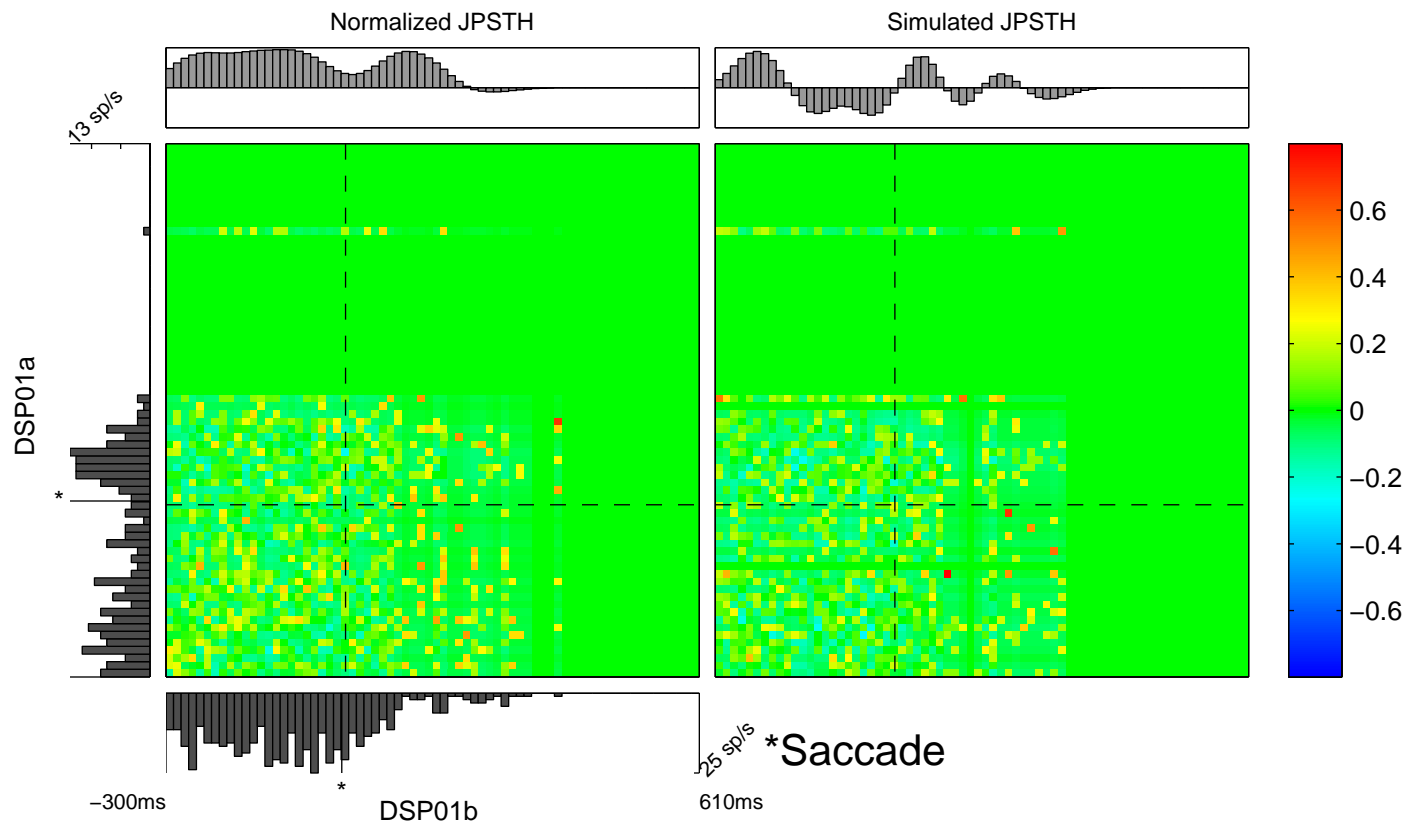 Normalized JPSTH
Simulated JPSTH
13 sp/s
DSP01a
*
0.6
0.4
0.2
0
−0.2
−0.4
−0.6
25 sp/s
*Saccade
*
−300ms
DSP01b
610ms